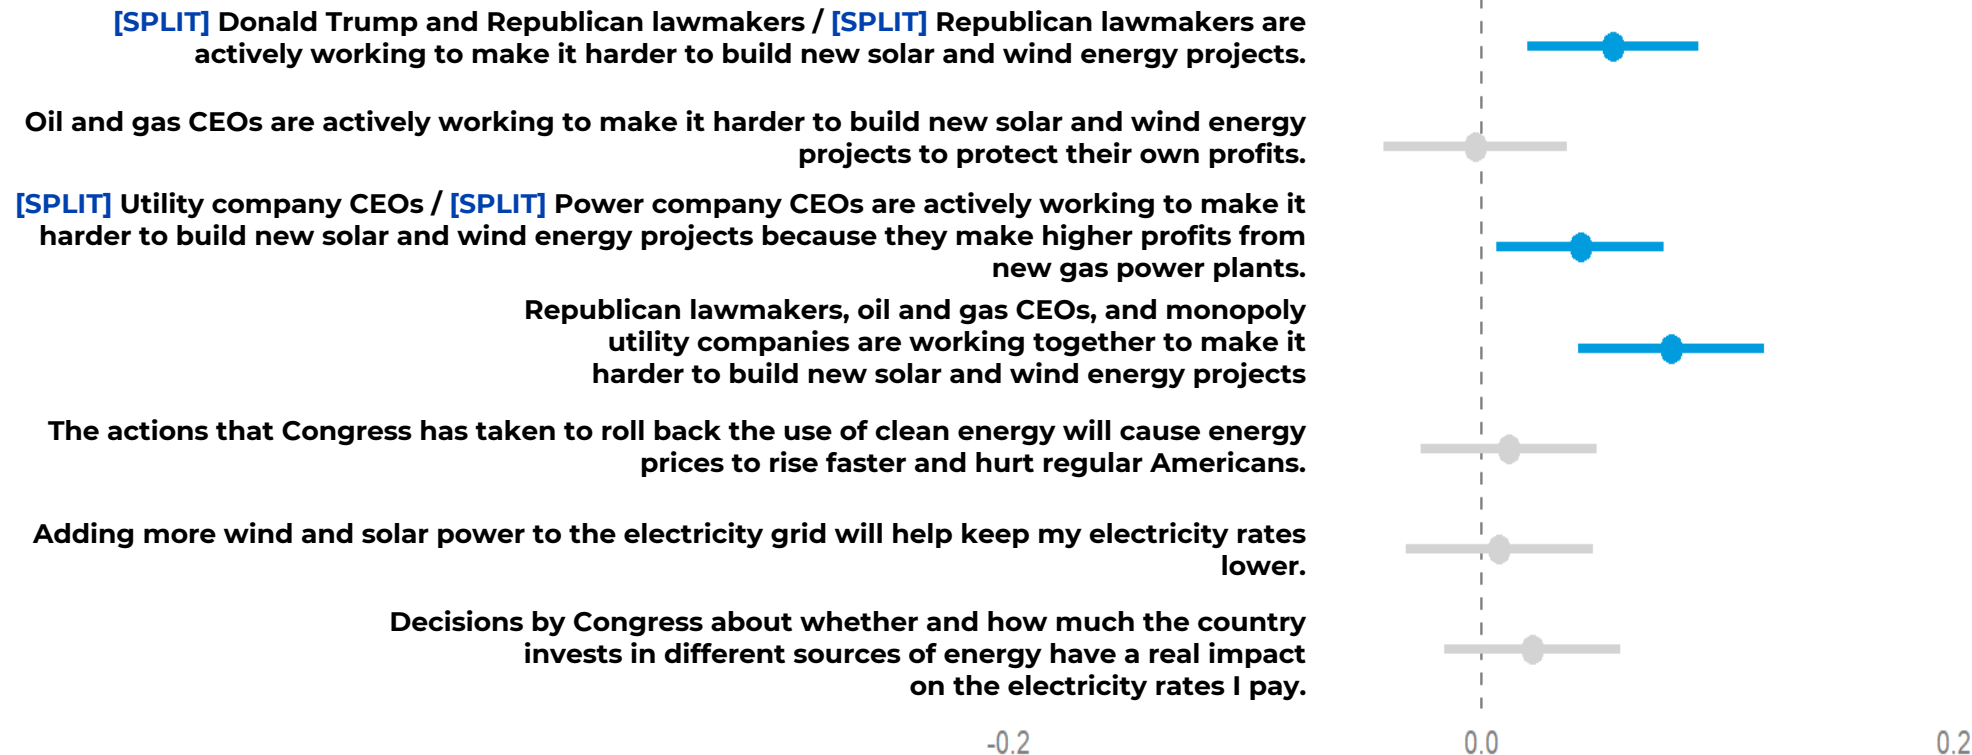 [SPLIT] Donald Trump and Republican lawmakers / [SPLIT] Republican lawmakers are
actively working to make it harder to build new solar and wind energy projects.
Oil and gas CEOs are actively working to make it harder to build new solar and wind energy
projects to protect their own profits.
[SPLIT] Utility company CEOs / [SPLIT] Power company CEOs are actively working to make it
harder to build new solar and wind energy projects because they make higher profits from
new gas power plants.
Republican lawmakers, oil and gas CEOs, and monopoly
utility companies are working together to make it
harder to build new solar and wind energy projects
The actions that Congress has taken to roll back the use of clean energy will cause energy
prices to rise faster and hurt regular Americans.
Adding more wind and solar power to the electricity grid will help keep my electricity rates
lower.
Decisions by Congress about whether and how much the country
invests in different sources of energy have a real impact
on the electricity rates I pay.
-0.2 0.0 0.2